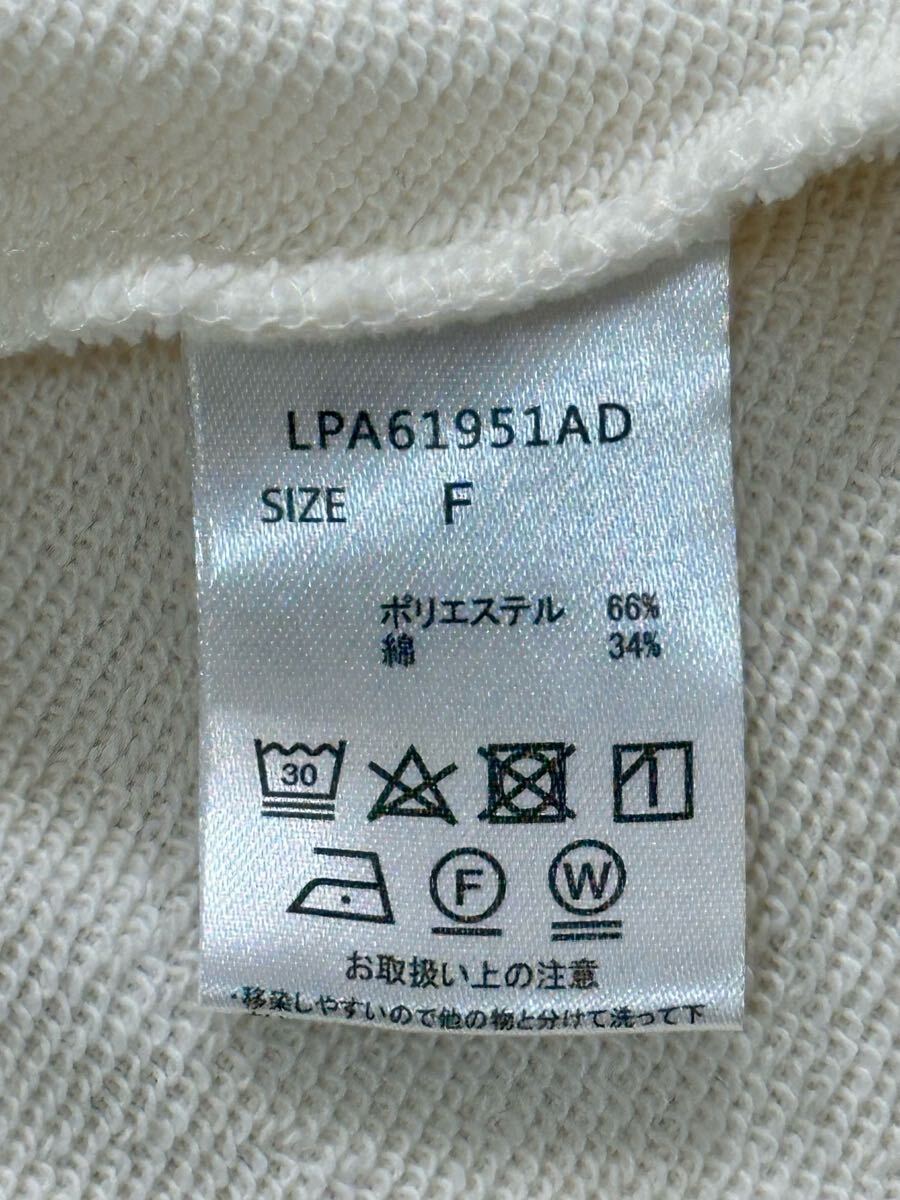 LPA61951AD
SIZE F
ポリエステル 66%
綿 34%
30
F W
お取扱い上の注意
・移染しやすいので他の物と分けて洗って下